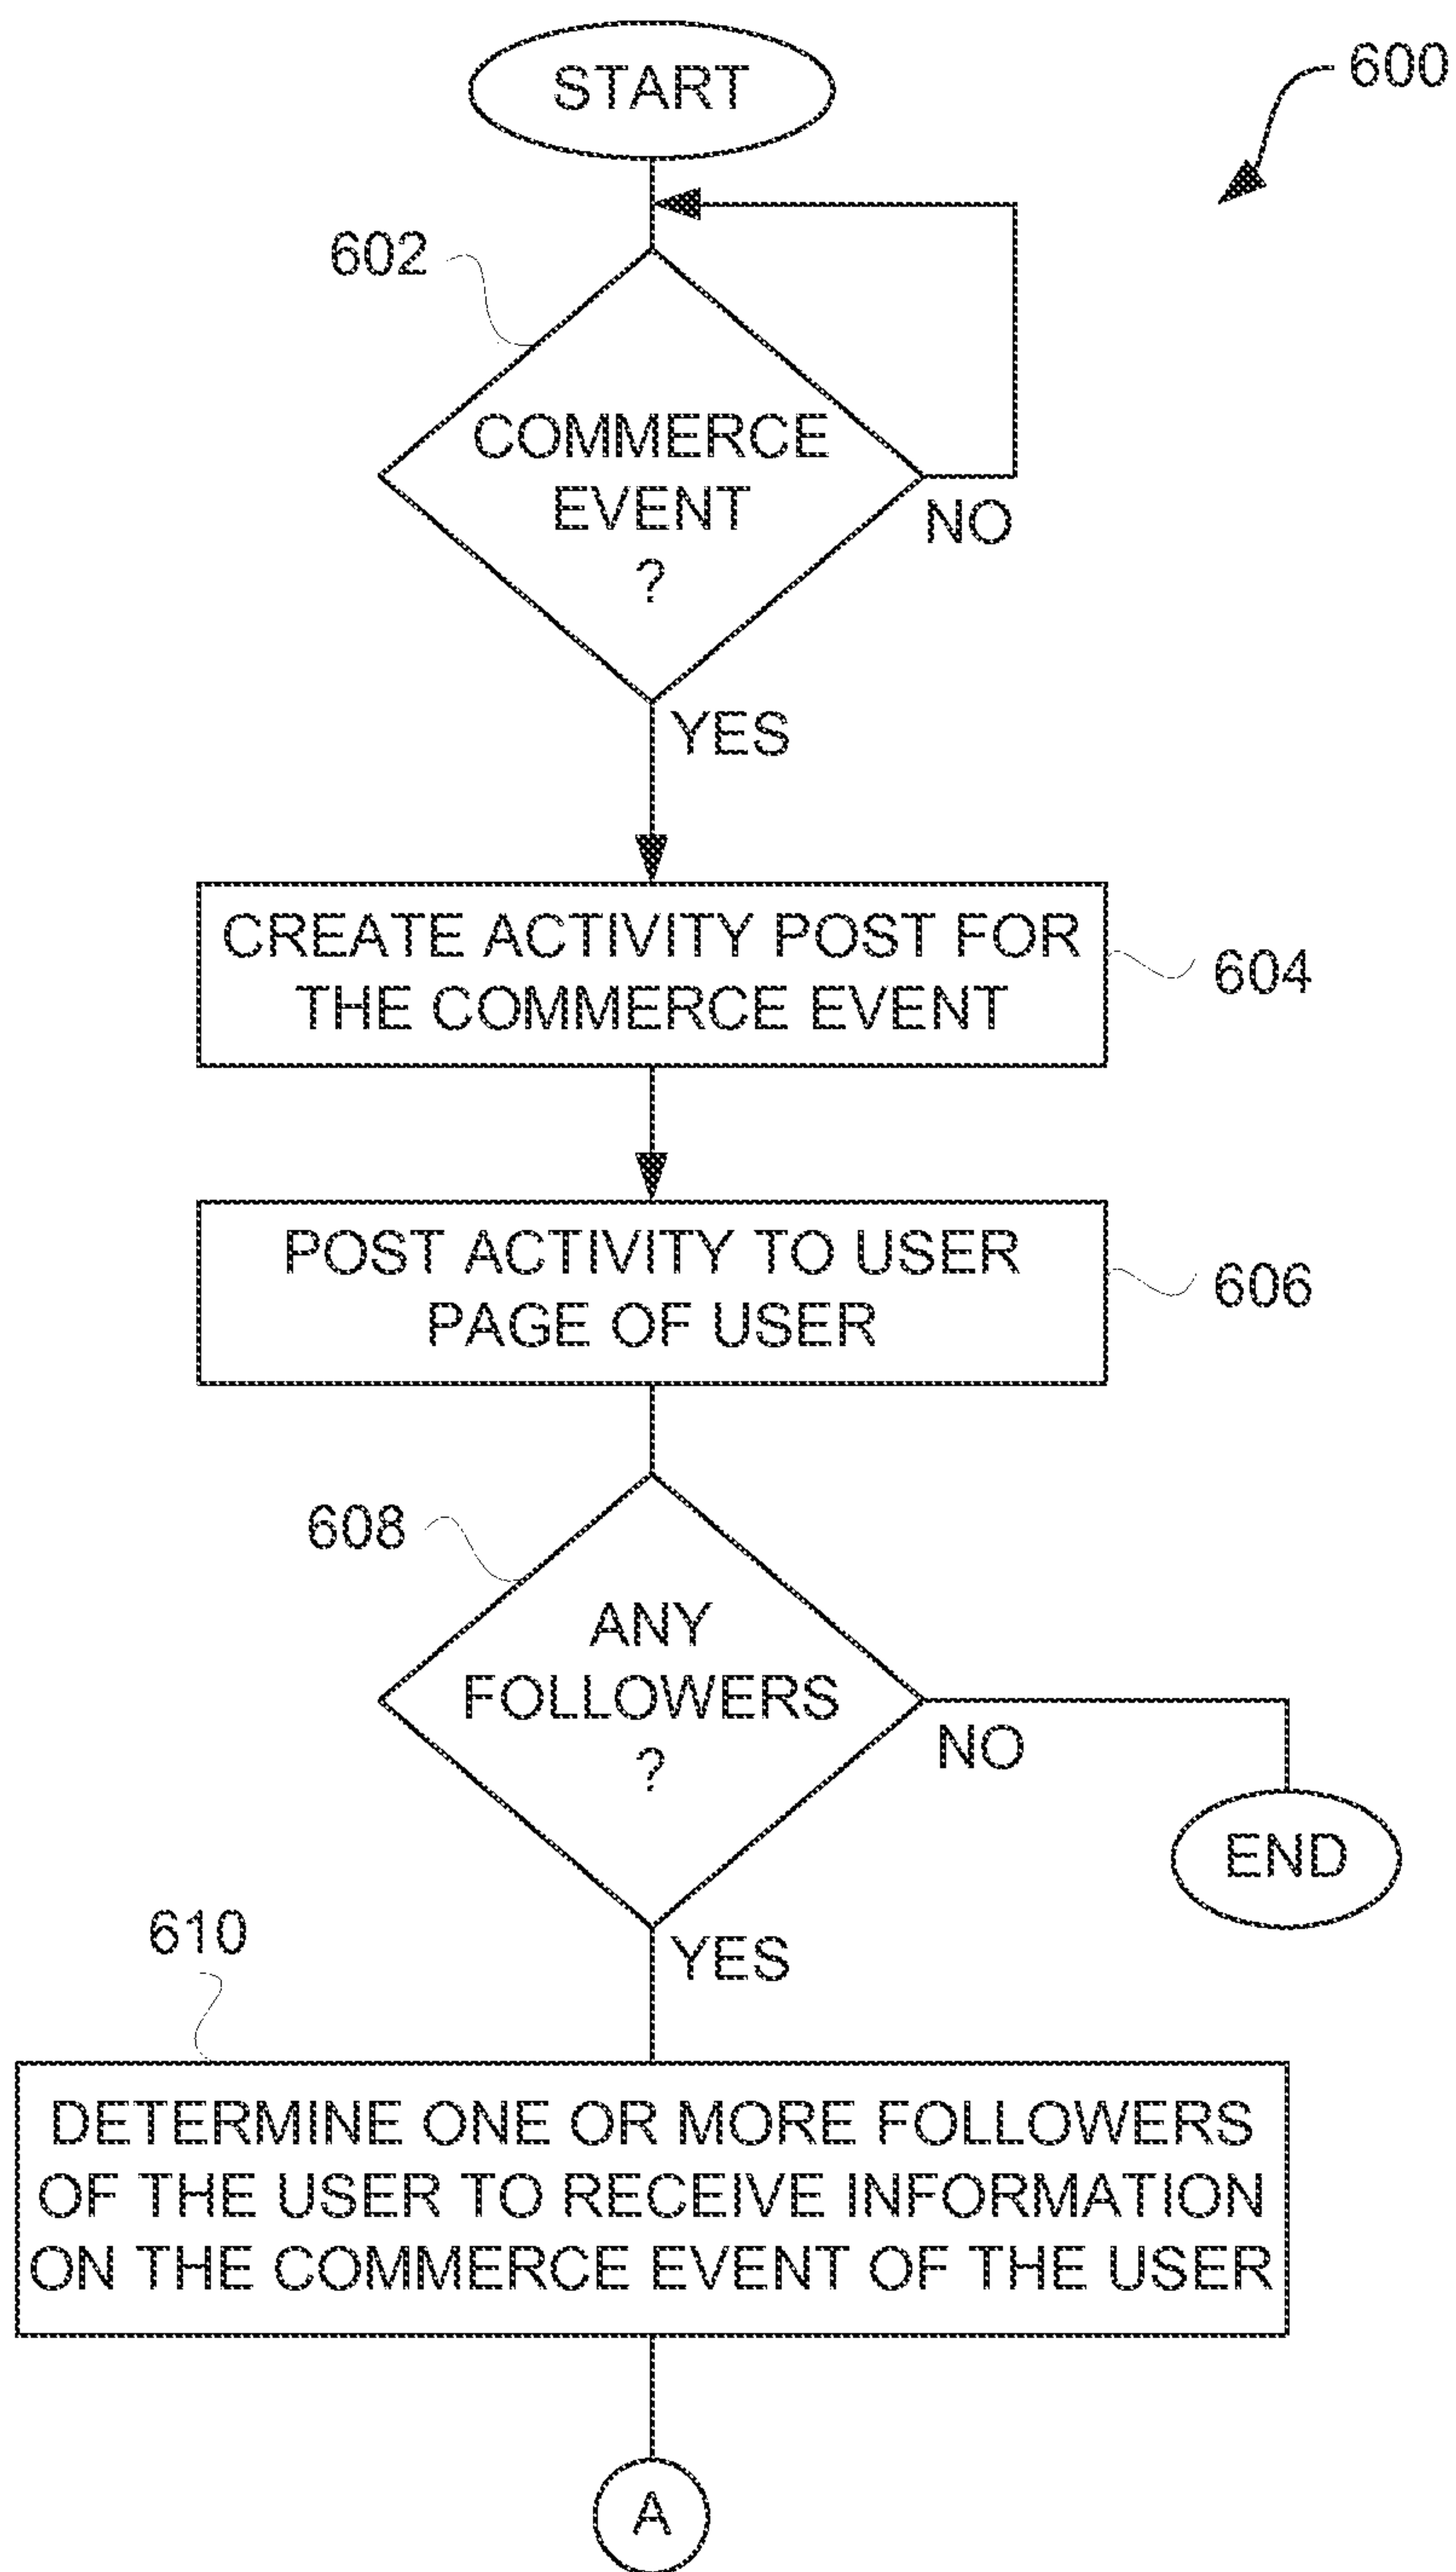 START
600
602
COMMERCE
EVENT
?
NO
YES
CREATE ACTIVITY POST FOR
THE COMMERCE EVENT
604
POST ACTIVITY TO USER
PAGE OF USER
606
608
ANY
FOLLOWERS
?
NO
END
YES
610
DETERMINE ONE OR MORE FOLLOWERS
OF THE USER TO RECEIVE INFORMATION
ON THE COMMERCE EVENT OF THE USER
A